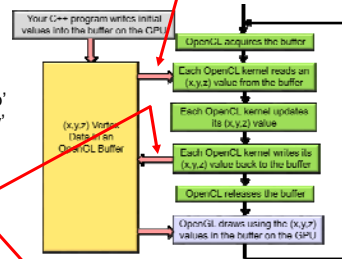 Your C++ program writes initial
values into the buffer on the GPU
OpenCL acquires the buffer
Each OpenCL kernel reads an
(x,y,z) value from the buffer
Each OpenCL kernel updates
its (x,y,z) value
(x,y,z) Vertex
Data in an
OpenGL Buffer
Each OpenCL kernel writes its
(x,y,z) value back to the buffer
OpenCL releases the buffer
OpenGL draws using the (x,y,z)
values in the buffer on the GPU